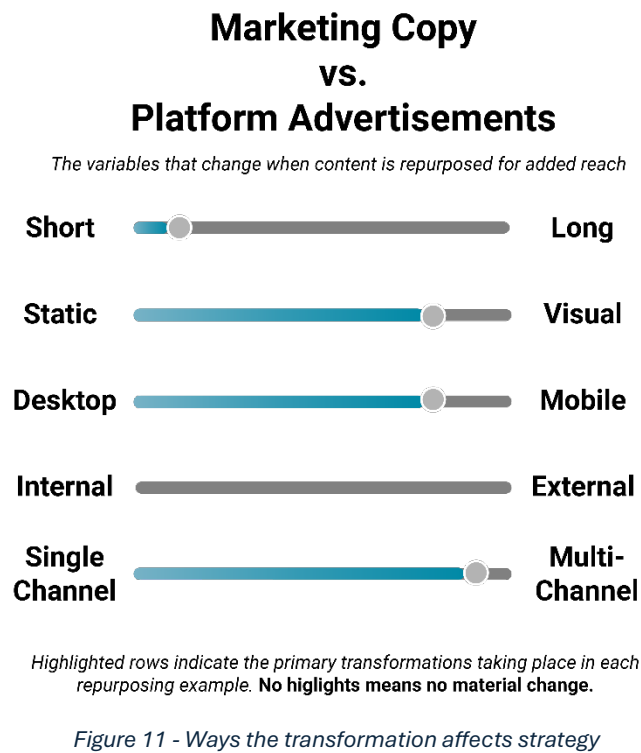 Marketing Copy
vs.
Platform Advertisements
The variables that change when content is repurposed for added reach
Short
Long
Static
Visual
Desktop
Mobile
Internal
External
Single
Channel
Multi-
Channel
Highlighted rows indicate the primary transformations taking place in each
repurposing example. No higlights means no material change.
Figure 11 - Ways the transformation affects strategy